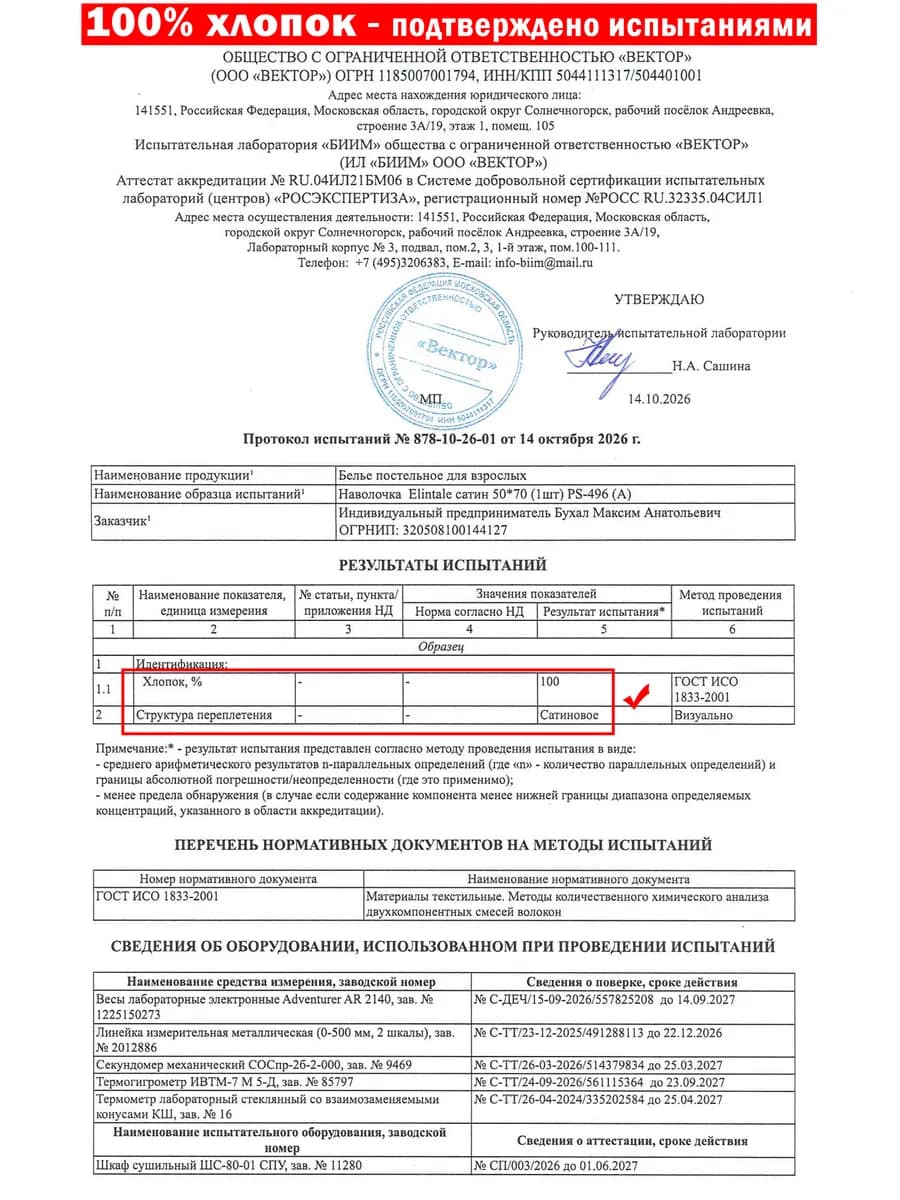 100% ХЛОПОК - подтверждено испытаниями
ОБЩЕСТВО С ОГРАНИЧЕННОЙ ОТВЕТСТВЕННОСТЬЮ «ВЕКТОР»
(ООО «ВЕКТОР») ОГРН 1185007001794, ИНН/КПП 5044111317/504401001
Адрес места нахождения юридического лица:
141551, Российская Федерация, Московская область, городской округ Солнечногорск, рабочий посёлок Андреевка,
строение 3А/19, этаж 1, помещ. 105
Испытательная лаборатория «БИИМ» общества с ограниченной ответственностью «ВЕКТОР»
(ИЛ «БИИМ» ООО «ВЕКТОР»)
Аттестат аккредитации № RU.04ИЛ21БМ06 в Системе добровольной сертификации испытательных
лабораторий (центров) «РОСЭКСПЕРТИЗА», регистрационный номер №РОСС RU.32335.04СИЛ1
Адрес места осуществления деятельности: 141551, Российская Федерация, Московская область,
городской округ Солнечногорск, рабочий посёлок Андреевка, строение 3А/19,
Лабораторный корпус № 3, подвал, пом.2, 3, 1-й этаж, пом.100-111.
Телефон: +7 (495)3206383, E-mail: info-biim@mail.ru
РОССИЙСКАЯ ФЕДЕРАЦИЯ МОСКОВСКАЯ ОБЛАСТЬ
ОГРАНИЧЕННОЙ ОТВЕТСТВЕННОСТЬЮ
«Вектор»
ОГРН 1185007001794 ИНН 5044111317
УТВЕРЖДАЮ
Руководитель испытательной лаборатории
Н.А. Сашина
МП
14.10.2026
Протокол испытаний № 878-10-26-01 от 14 октября 2026 г.
Наименование продукции¹ Белье постельное для взрослых
Наименование образца испытаний¹ Наволочка Elintale сатин 50*70 (1шт) PS-496 (А)
Заказчик¹ Индивидуальный предприниматель Бухал Максим Анатольевич
ОГРНИП: 320508100144127
РЕЗУЛЬТАТЫ ИСПЫТАНИЙ
№ п/п Наименование показателя, единица измерения № статьи, пункта/ приложения НД Значения показателей Метод проведения испытаний
Норма согласно НД Результат испытания*
1 2 3 4 5 6
Образец
1 Идентификация:
1.1 Хлопок, % - - 100 ГОСТ ИСО 1833-2001
2 Структура переплетения - - Сатиновое Визуально
Примечание:* - результат испытания представлен согласно методу проведения испытания в виде:
- среднего арифметического результатов n-параллельных определений (где «n» - количество параллельных определений) и
границы абсолютной погрешности/неопределенности (где это применимо);
- менее предела обнаружения (в случае если содержание компонента менее нижней границы диапазона определяемых
концентраций, указанного в области аккредитации).
ПЕРЕЧЕНЬ НОРМАТИВНЫХ ДОКУМЕНТОВ НА МЕТОДЫ ИСПЫТАНИЙ
Номер нормативного документа Наименование нормативного документа
ГОСТ ИСО 1833-2001 Материалы текстильные. Методы количественного химического анализа
двухкомпонентных смесей волокон
СВЕДЕНИЯ ОБ ОБОРУДОВАНИИ, ИСПОЛЬЗОВАННОМ ПРИ ПРОВЕДЕНИИ ИСПЫТАНИЙ
Наименование средства измерения, заводской номер Сведения о поверке, сроке действия
Весы лабораторные электронные Adventurer AR 2140, зав. № 1225150273 № С-ДЕЧ/15-09-2026/557825208 до 14.09.2027
Линейка измерительная металлическая (0-500 мм, 2 шкалы), зав. № 2012886 № С-ТТ/23-12-2025/491288113 до 22.12.2026
Секундомер механический СОСпр-2б-2-000, зав. № 9469 № С-ТТ/26-03-2026/514379834 до 25.03.2027
Термогигрометр ИВТМ-7 М 5-Д, зав. № 85797 № С-ТТ/24-09-2026/561115364 до 23.09.2027
Термометр лабораторный стеклянный со взаимозаменяемыми конусами КШ, зав. № 16 № С-ТТ/26-04-2024/335202584 до 25.04.2027
Наименование испытательного оборудования, заводской номер Сведения о аттестации, сроке действия
Шкаф сушильный ШС-80-01 СПУ, зав. № 11280 № СП/003/2026 до 01.06.2027